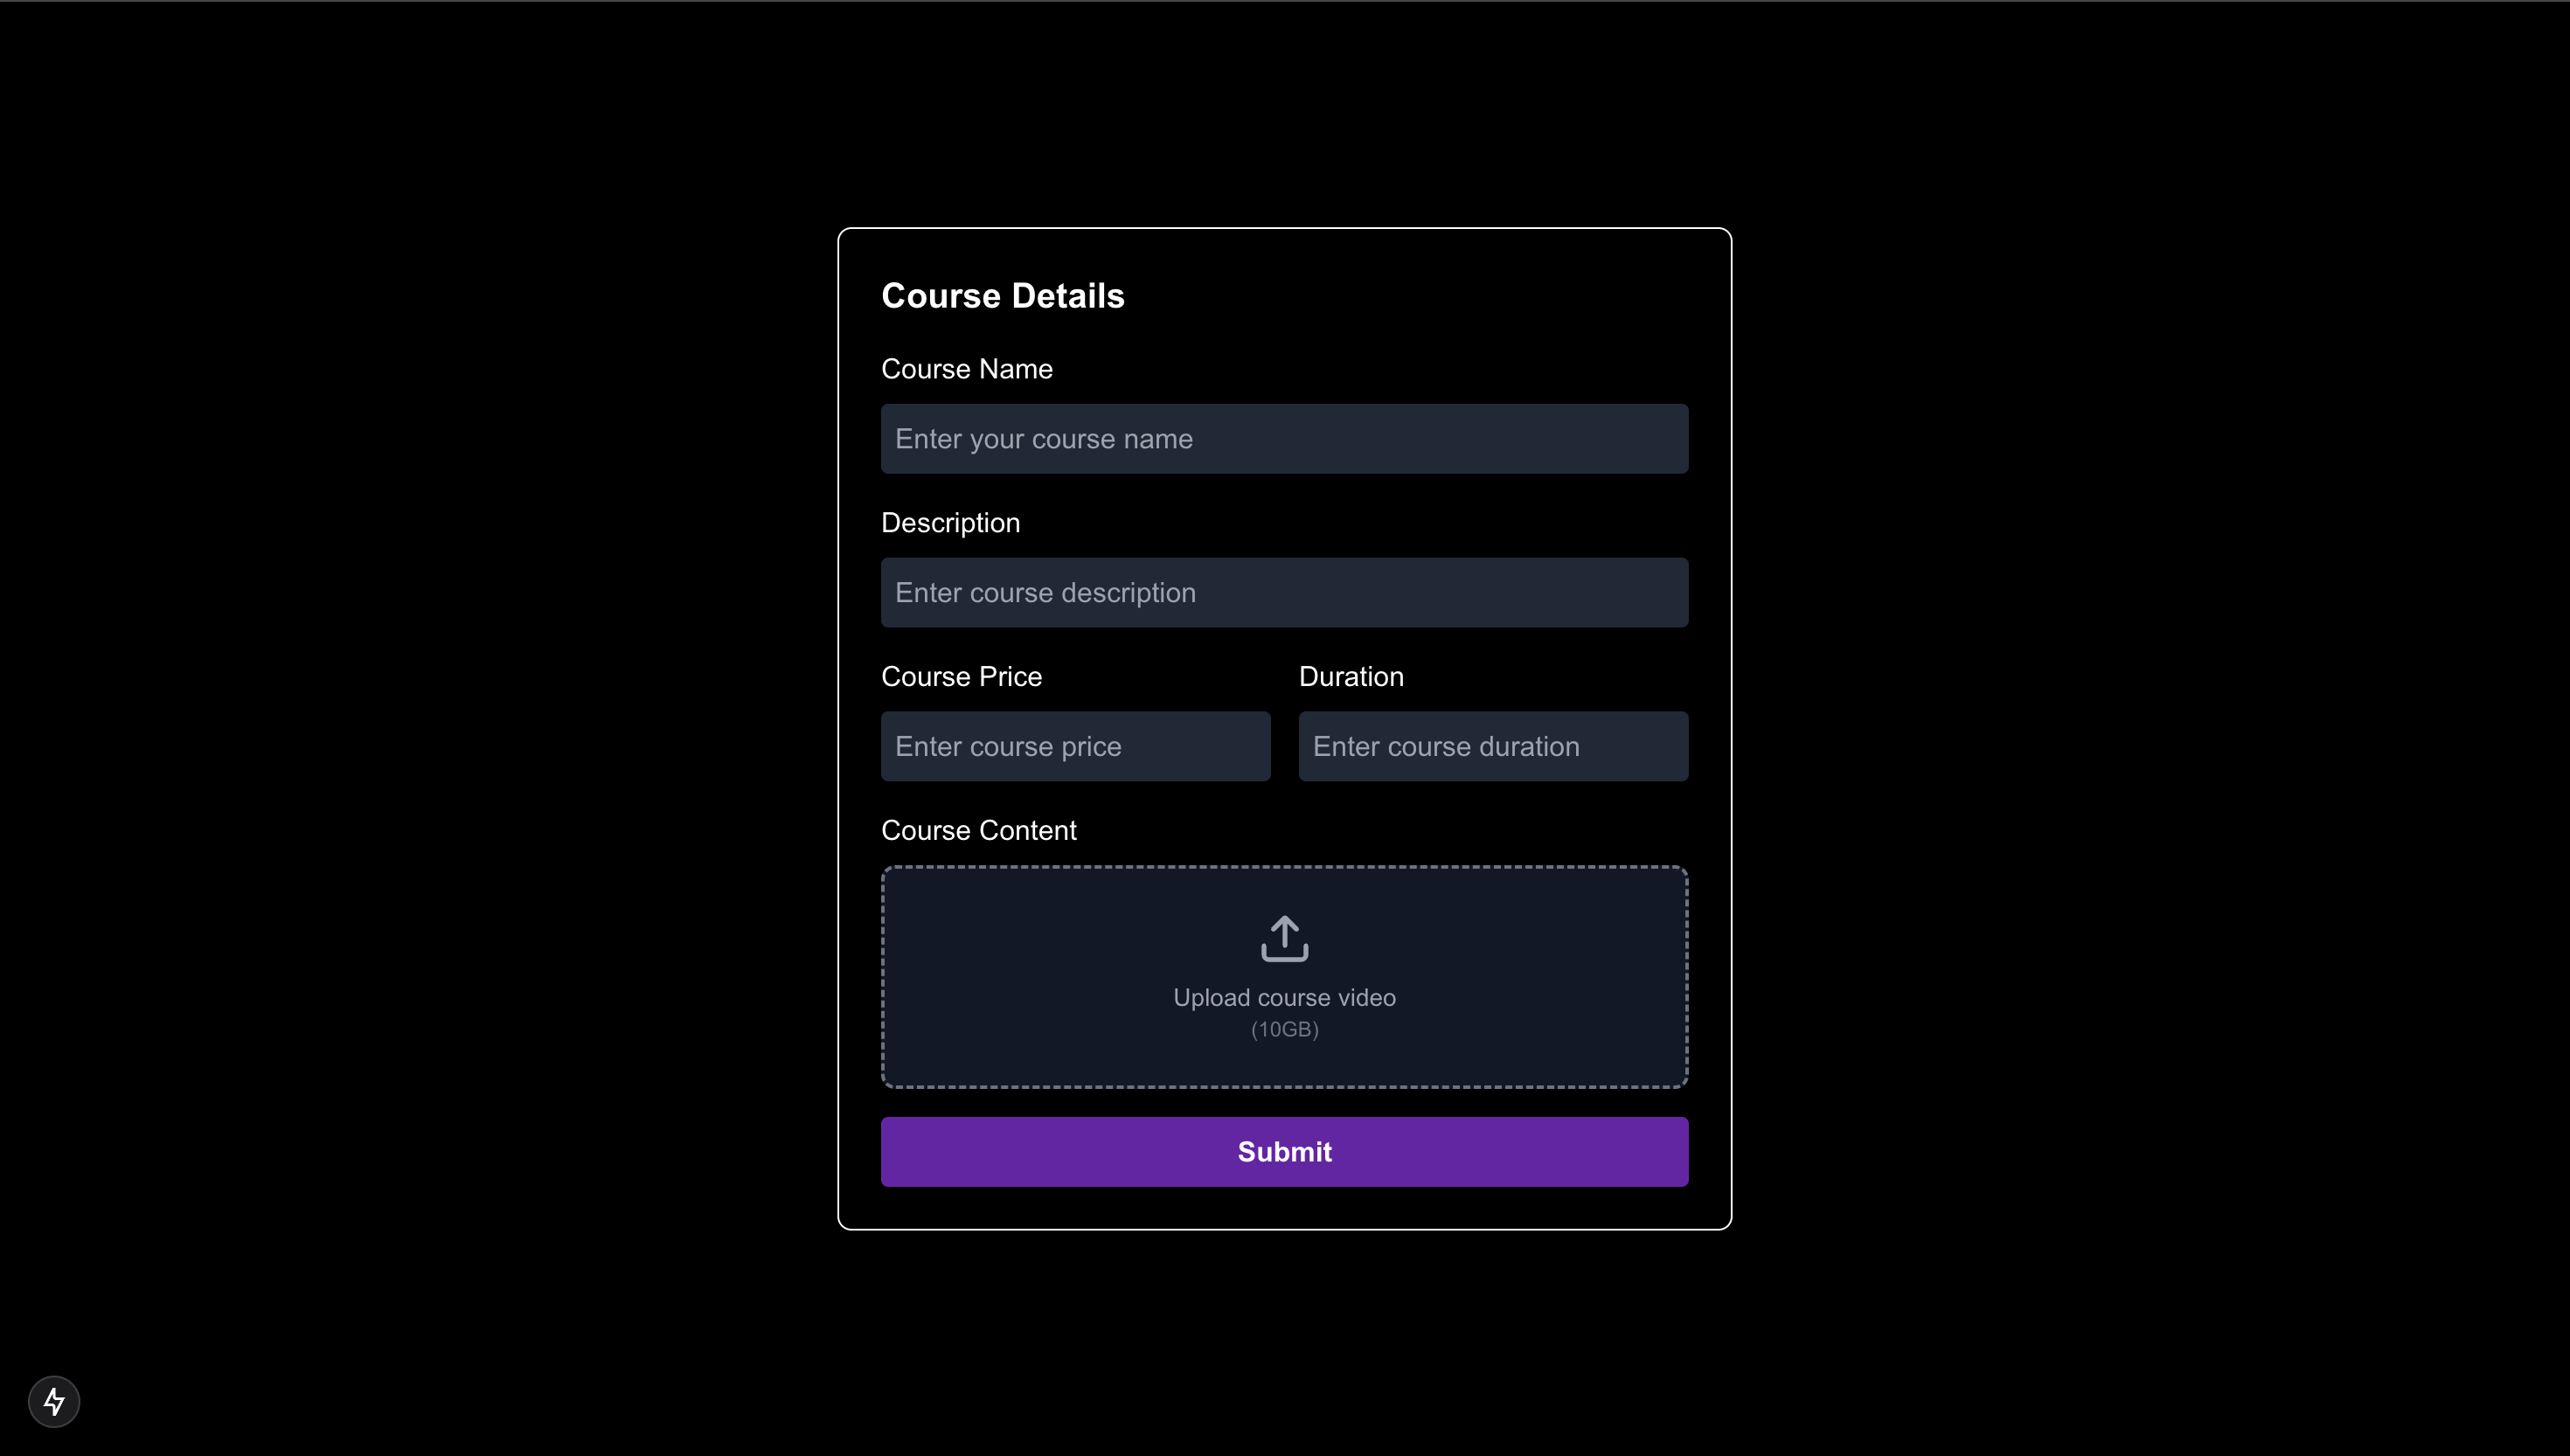 Course Details
Course Name
Enter your course name
Description
Enter course description
Course Price
Duration
Enter course price
Enter course duration
Course Content
Upload course video
(10GB)
Submit